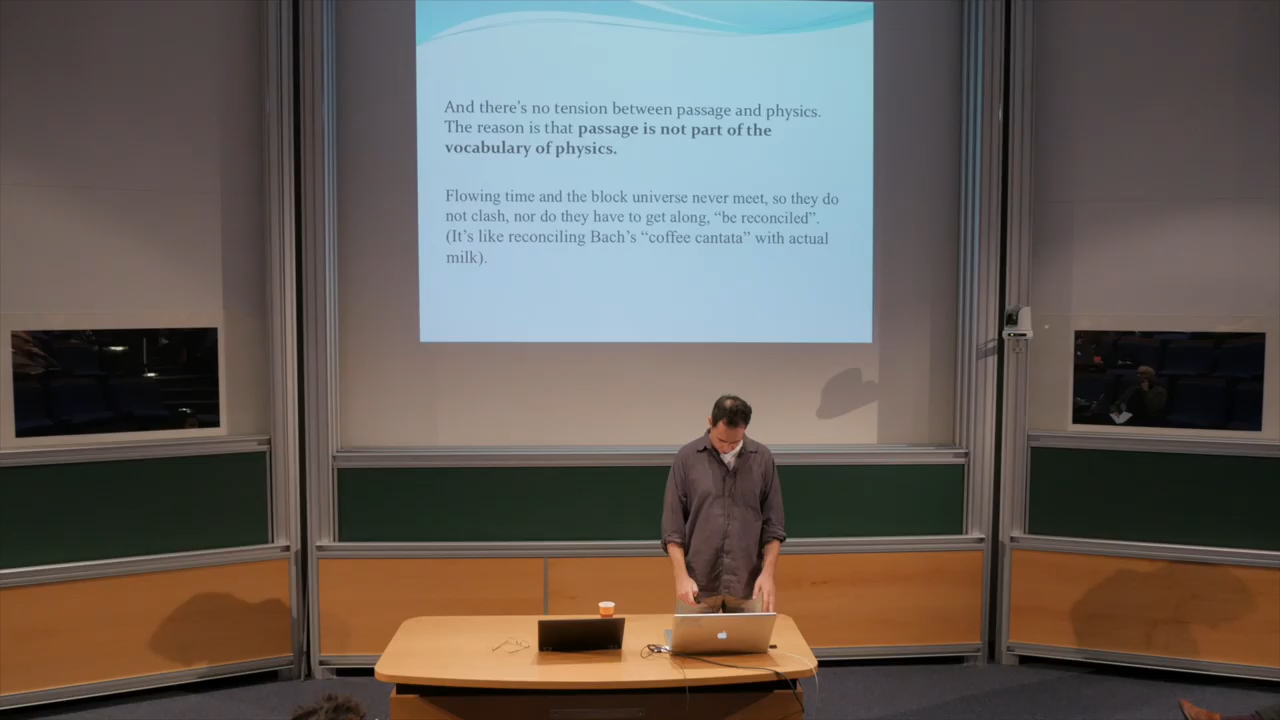 And there's no tension between passage and physics.
The reason is that passage is not part of the
vocabulary of physics.
Flowing time and the block universe never meet, so they do
not clash, nor do they have to get along, “be reconciled”.
(It's like reconciling Bach's “coffee cantata” with actual
milk).